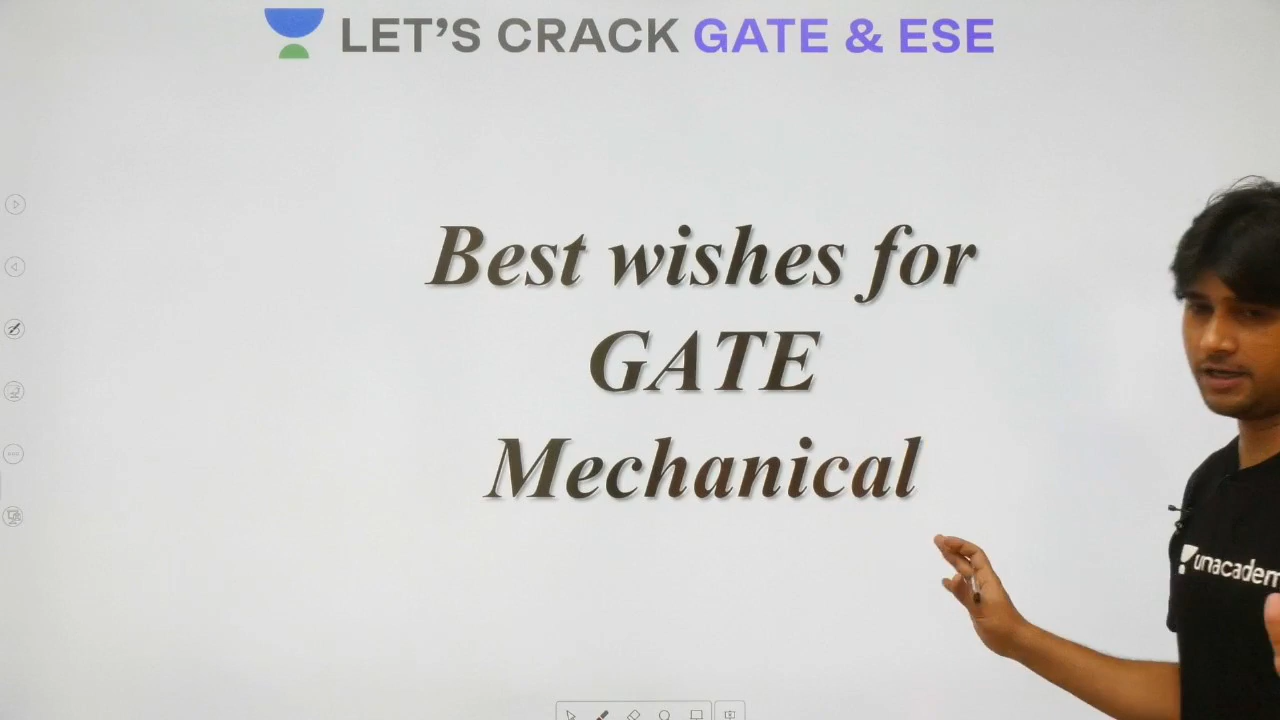 LET'S CRACK GATE & ESE
Best wishes for
GATE
Mechanical
unacadem